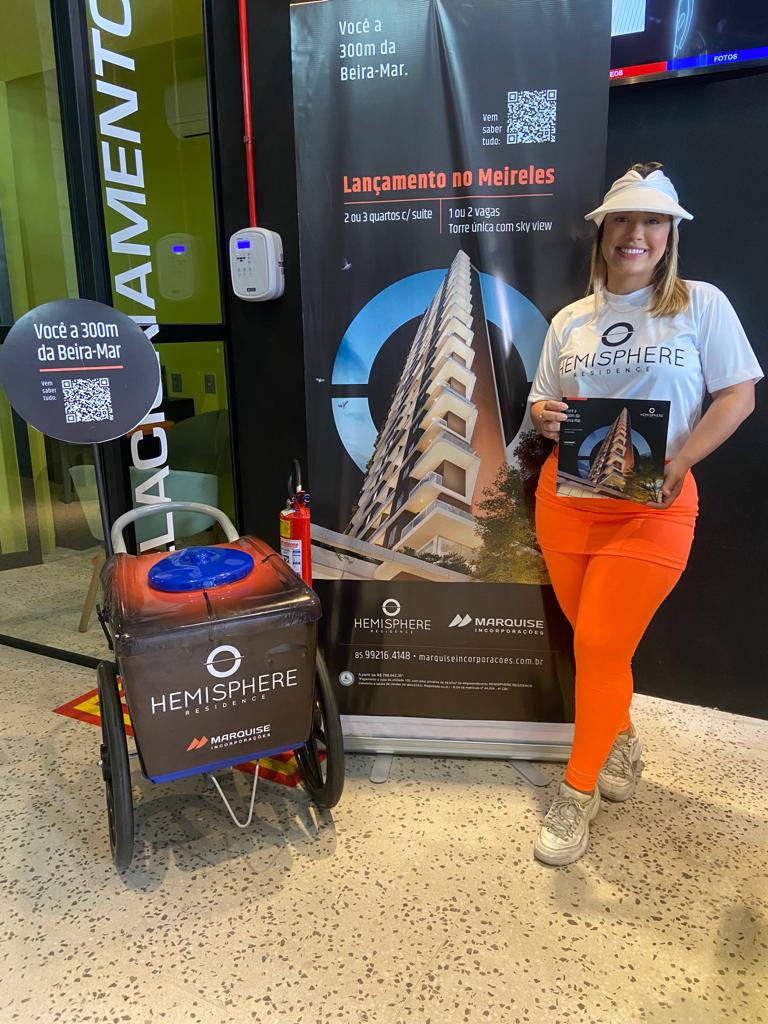 Você a
300m da
Beira-Mar.
Vem
saber
tudo:
Lançamento no Meireles
2 ou 3 quartos c/ suíte
1 ou 2 vagas
Torre única com sky view
HEMISPHERE
RESIDENCE
MARQUISE
INCORPORAÇÕES
85 99216.4148 • marquiseincorporacoes.com.br
FOTOS
LACIONAMENTO
Você a 300m
da Beira-Mar
Vem
saber
tudo:
HEMISPHERE
RESIDENCE
MARQUISE
INCORPORAÇÕES
HEMISPHERE
RESIDENCE
HEMISPHERE